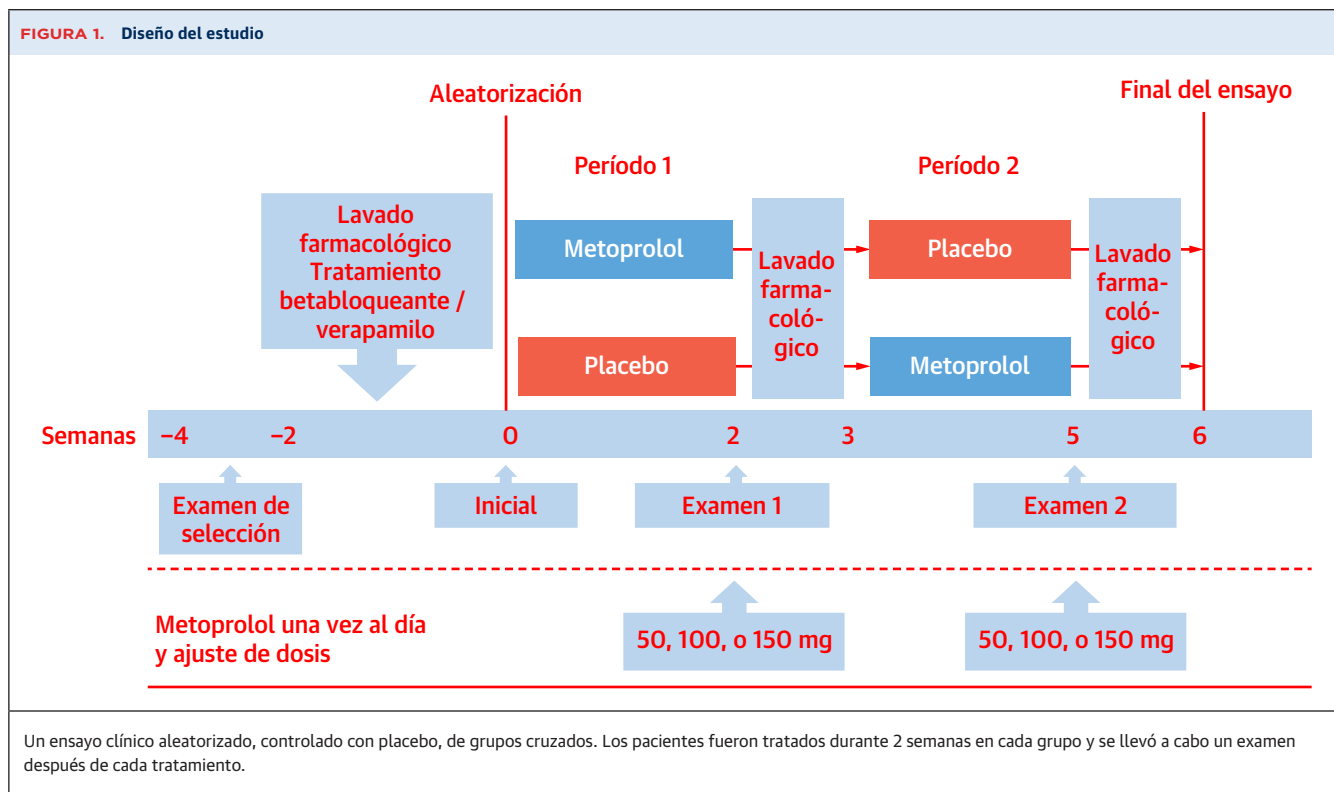 FIGURA 1. Diseño del estudio
Aleatorización
Final del ensayo
Período 1
Período 2
Lavado
farmacológico
Tratamiento
betabloqueante /
verapamilo
Metoprolol
Placebo
Lavado
farma-
coló-
gico
Placebo
Metoprolol
Lavado
farma-
coló-
gico
Semanas
−4
−2
0
2
3
5
6
Examen de
selección
Inicial
Examen 1
Examen 2
Metoprolol una vez al día
y ajuste de dosis
50, 100, o 150 mg
50, 100, o 150 mg
Un ensayo clínico aleatorizado, controlado con placebo, de grupos cruzados. Los pacientes fueron tratados durante 2 semanas en cada grupo y se llevó a cabo un examen
después de cada tratamiento.